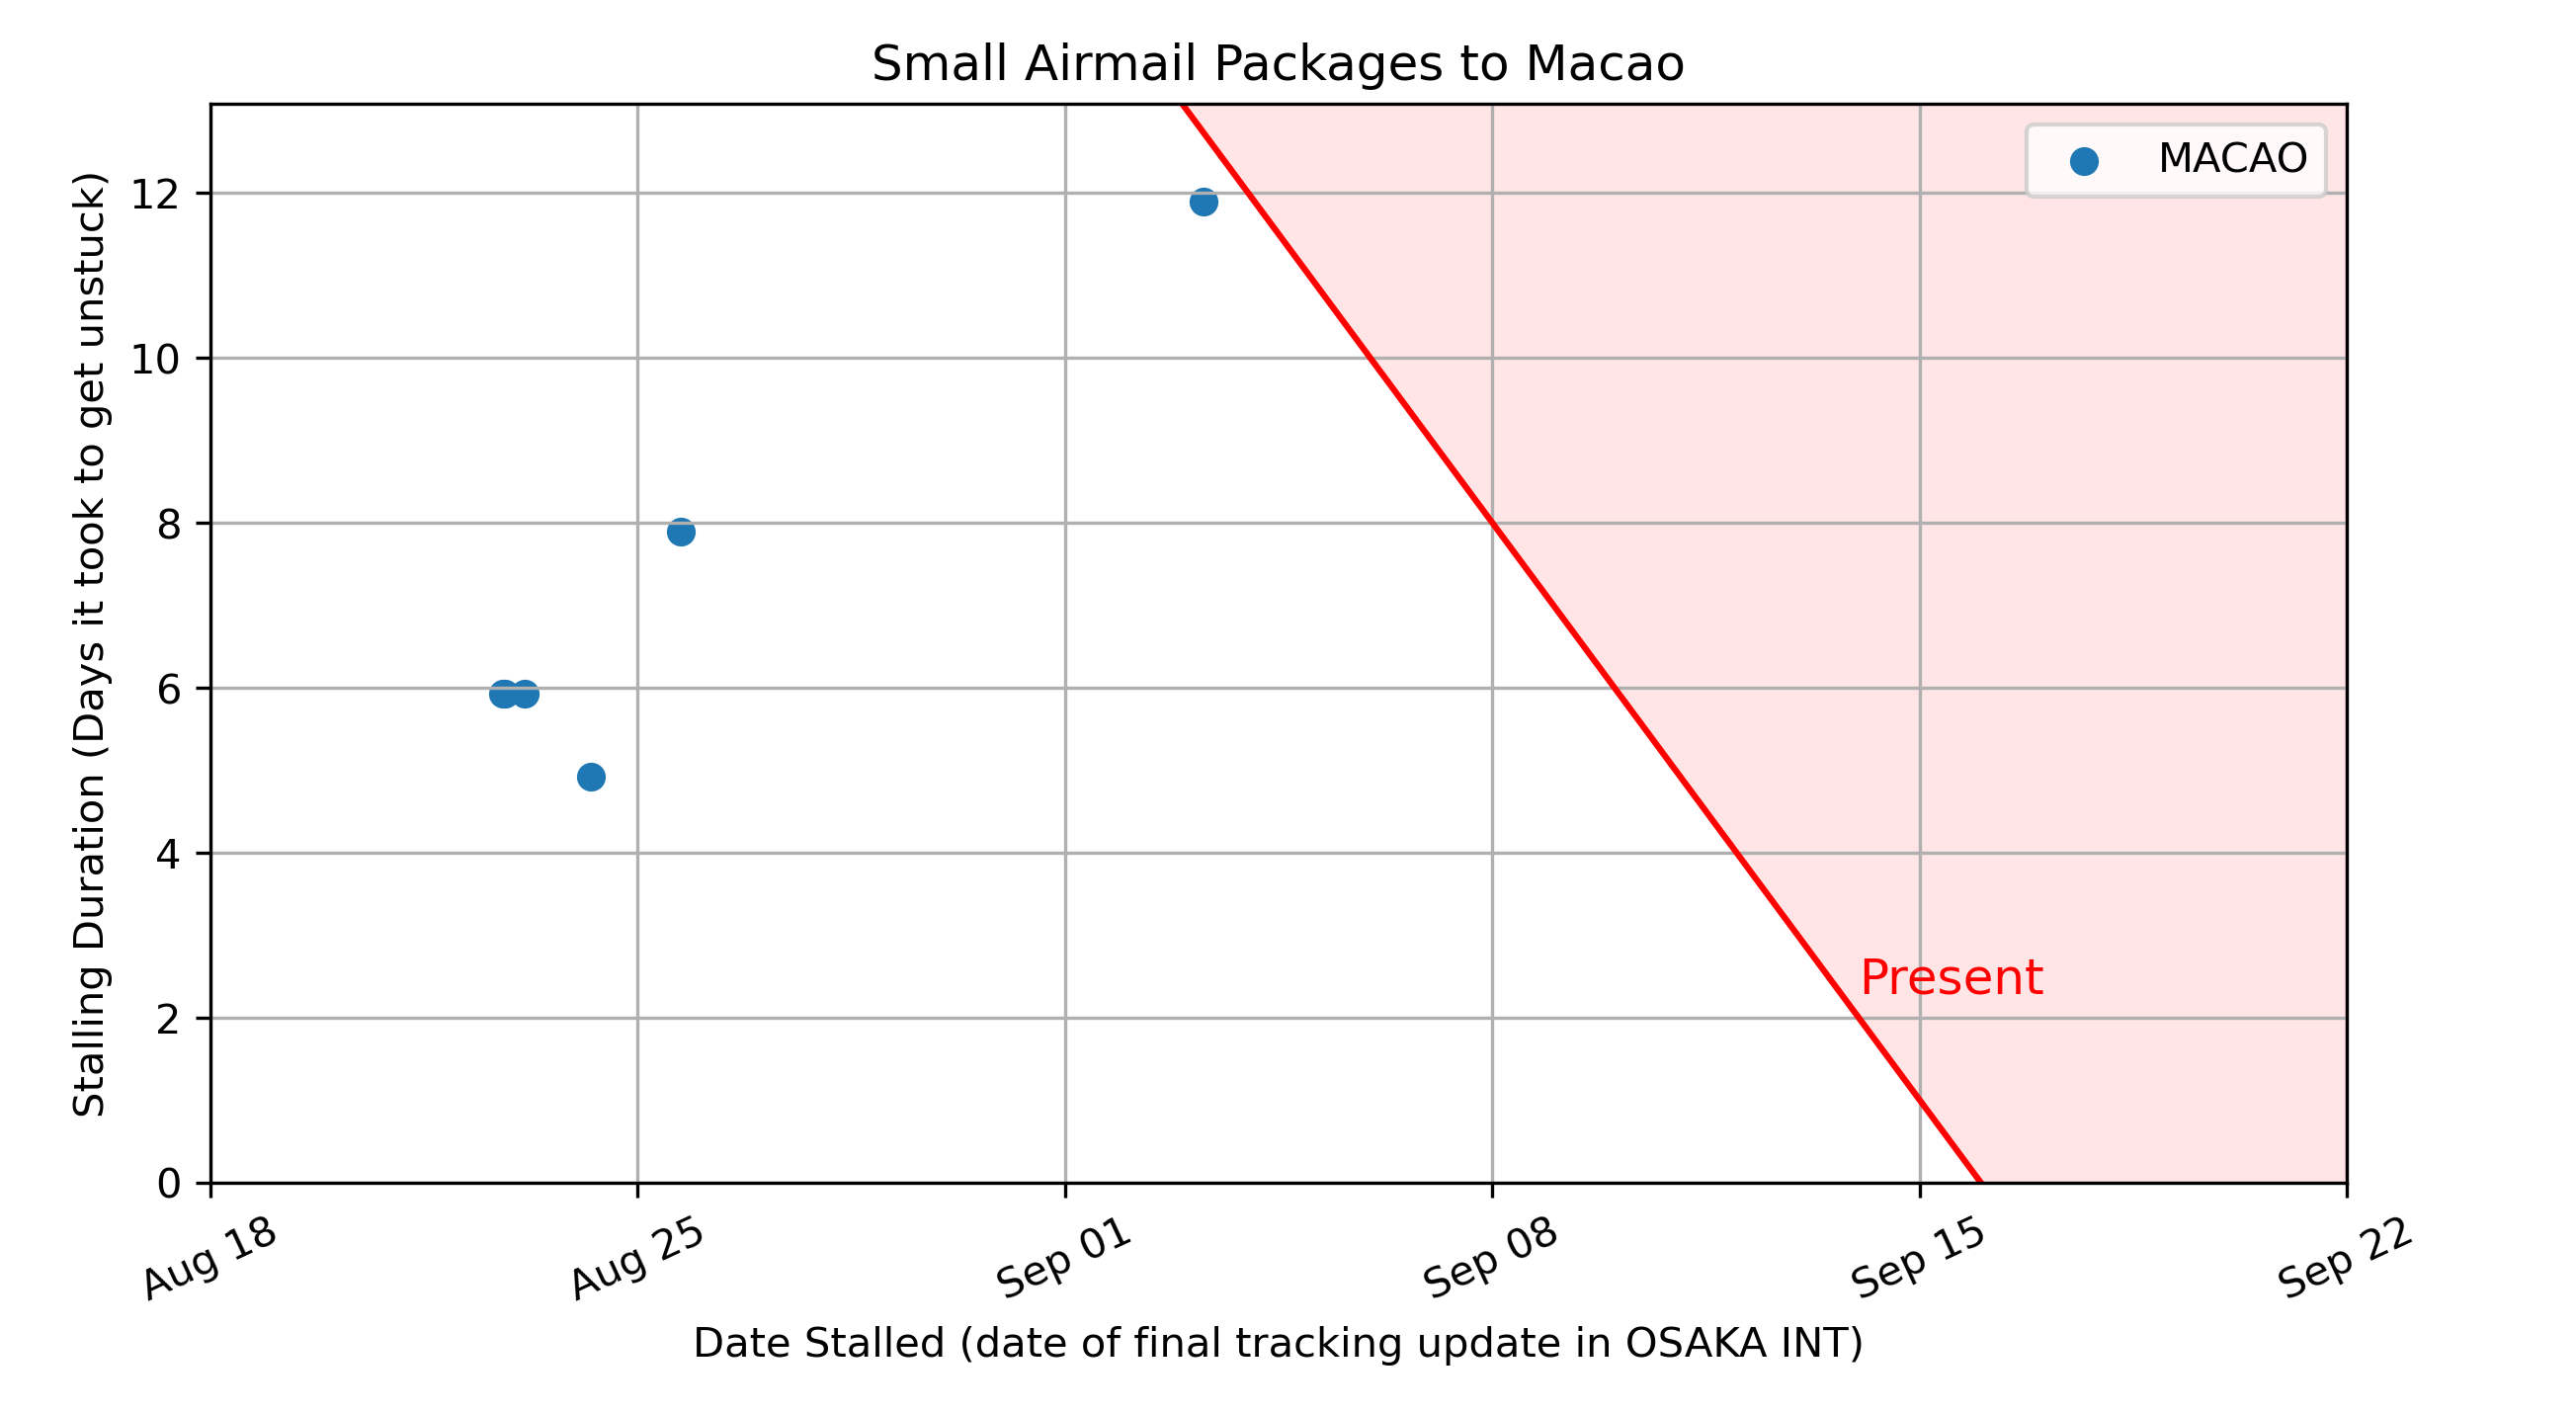 Small Airmail Packages to Macao
MACAO
Stalling Duration (Days it took to get unstuck)
12
10
8
6
4
2
0
Present
Aug 18
Aug 25
Sep 01
Sep 08
Sep 15
Sep 22
Date Stalled (date of final tracking update in OSAKA INT)